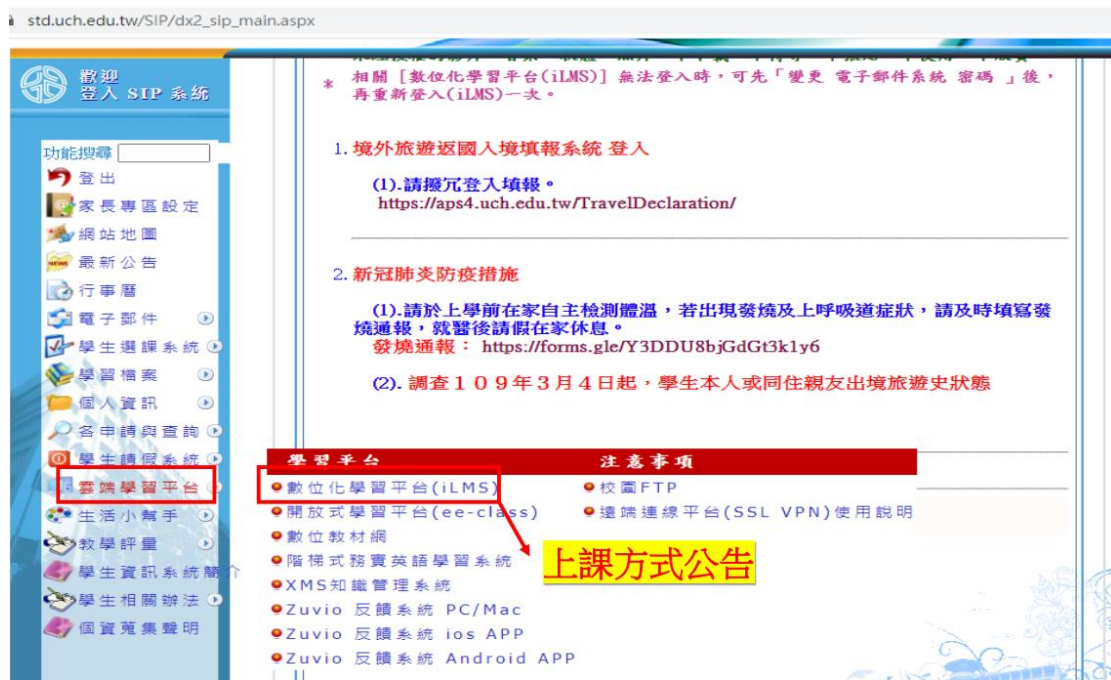 std.uch.edu.tw/SIP/dx2_sip_main.aspx
歡迎
登入 SIP 系統
功能搜尋
登出
家長專區設定
網站地圖
最新公告
行事曆
電子郵件
學生選課系統
學習檔案
個人資訊
各申請與查詢
學生請假系統
雲端學習平台
生活小幫手
教學評量
學生資訊系統簡介
學生相關辦法
個資蒐集聲明
* 相關 [數位化學習平台(iLMS)] 無法登入時,可先「變更 電子郵件系統 密碼 」後,
再重新登入(iLMS)一次。
1. 境外旅遊返國入境填報系統 登入
(1).請撥冗登入填報。
https://aps4.uch.edu.tw/TravelDeclaration/
2. 新冠肺炎防疫措施
(1).請於上學前在家自主檢測體溫,若出現發燒及上呼吸道症狀,請及時填寫發
燒通報,就醫後請假在家休息。
發燒通報: https://forms.gle/Y3DDU8bjGdGt3k1y6
(2). 調查109年3月4日起,學生本人或同住親友出境旅遊史狀態
學習平台 注意事項
數位化學習平台(iLMS) 校園FTP
開放式學習平台(ee-class) 遠端連線平台(SSL VPN)使用說明
數位教材網
階梯式務實英語學習系統
XMS知識管理系統
Zuvio 反饋系統 PC/Mac
Zuvio 反饋系統 ios APP
Zuvio 反饋系統 Android APP
上課方式公告